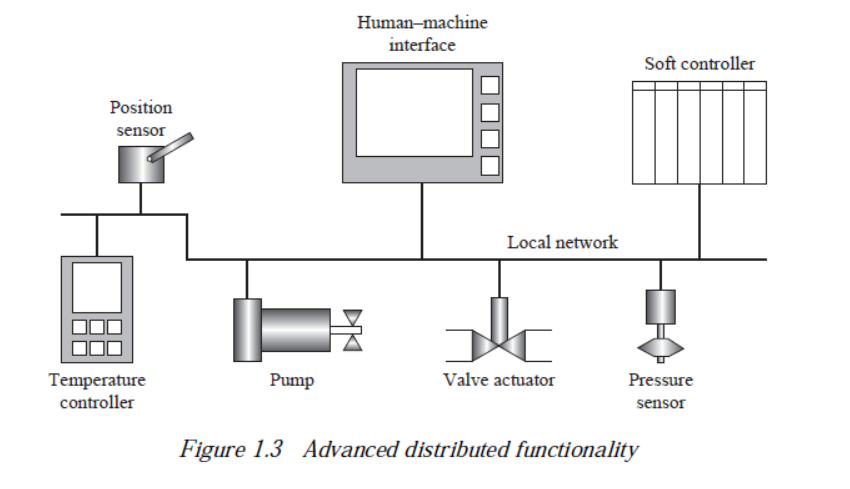 Human–machine
interface
Soft controller
Position
sensor
Local network
Temperature
controller
Pump
Valve actuator
Pressure
sensor
Figure 1.3 Advanced distributed functionality